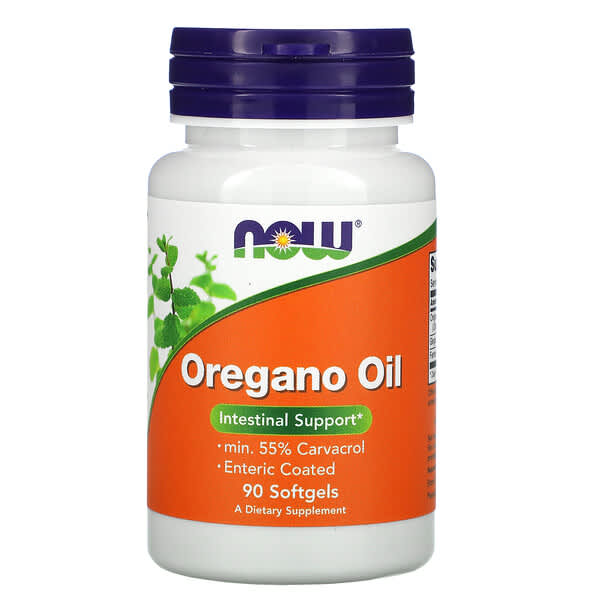 NOW®
Oregano Oil
Intestinal Support*
• min. 55% Carvacrol
• Enteric Coated
90 Softgels
A Dietary Supplement